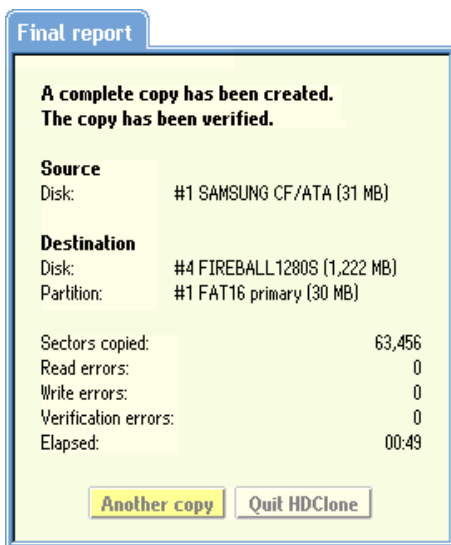 Final report
A complete copy has been created.
The copy has been verified.
Source
Disk: #1 SAMSUNG CF/ATA (31 MB)
Destination
Disk: #4 FIREBALL1280S (1,222 MB)
Partition: #1 FAT16 primary (30 MB)
Sectors copied: 63,456
Read errors: 0
Write errors: 0
Verification errors: 0
Elapsed: 00:49
Another copy Quit HDClone